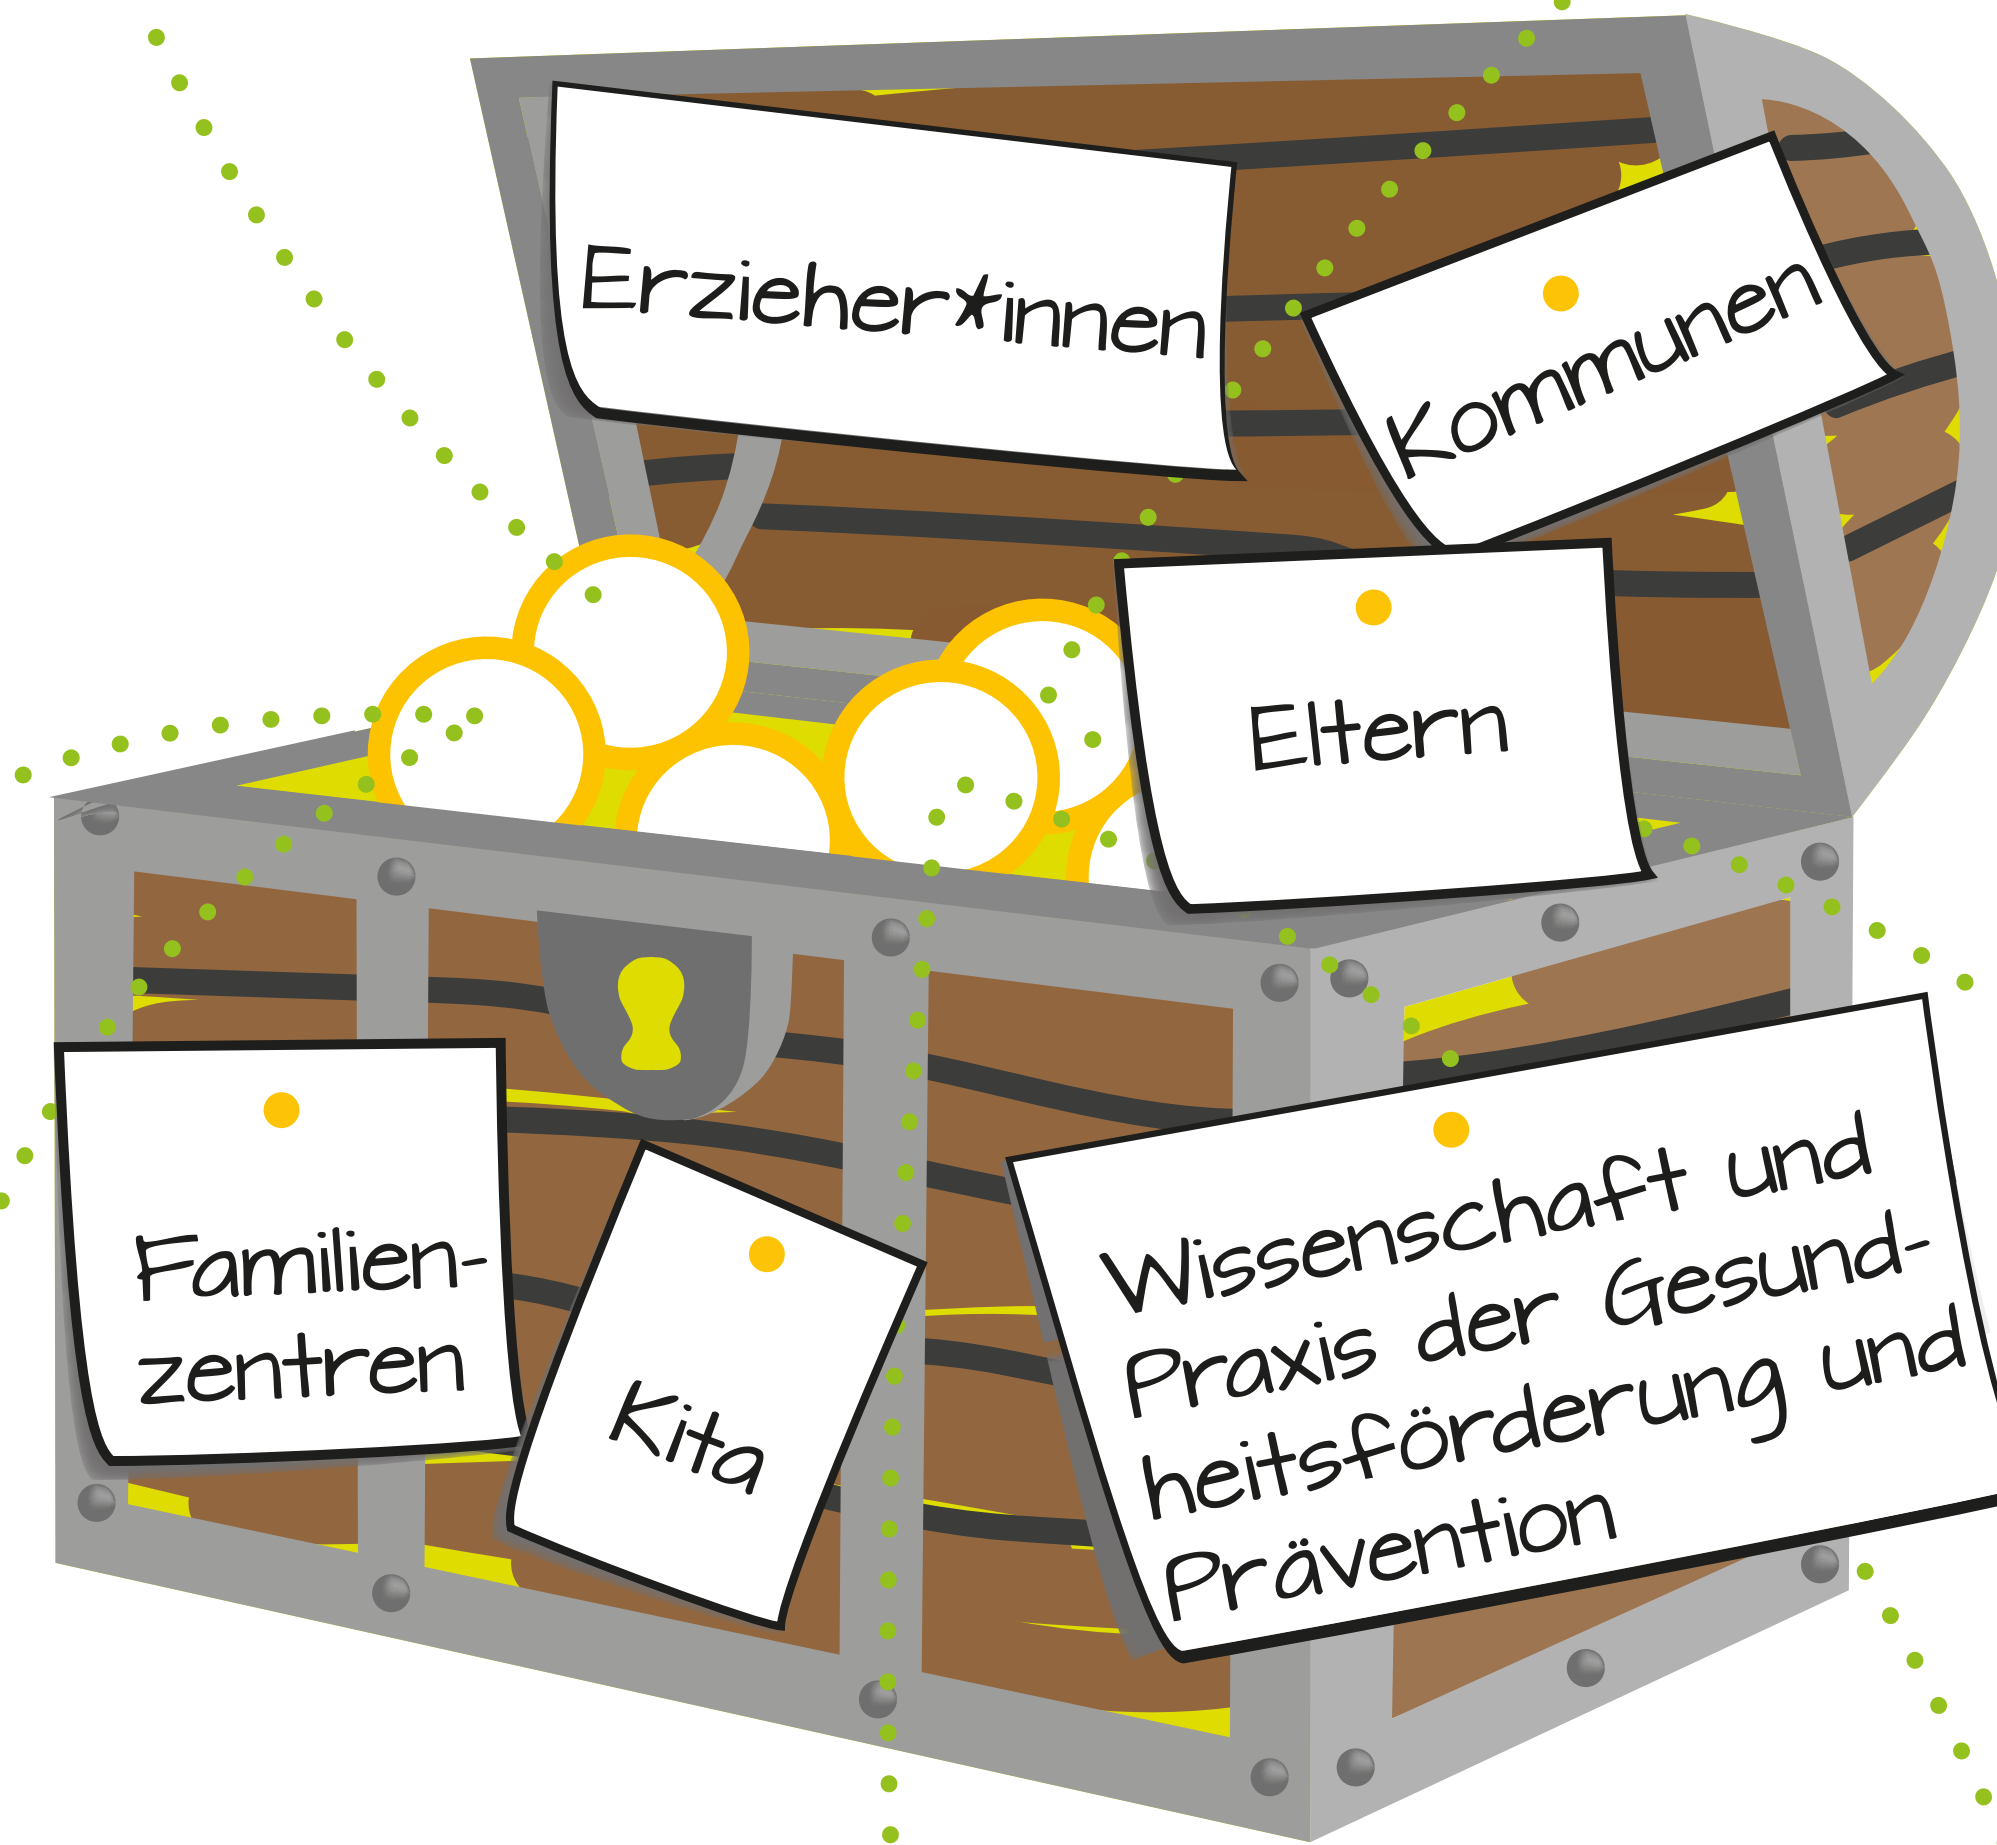 Erzieher*innen
Kommunen
Eltern
Familien-
zentren
Kita
Wissenschaft und
Praxis der Gesund-
heitsförderung und
Prävention